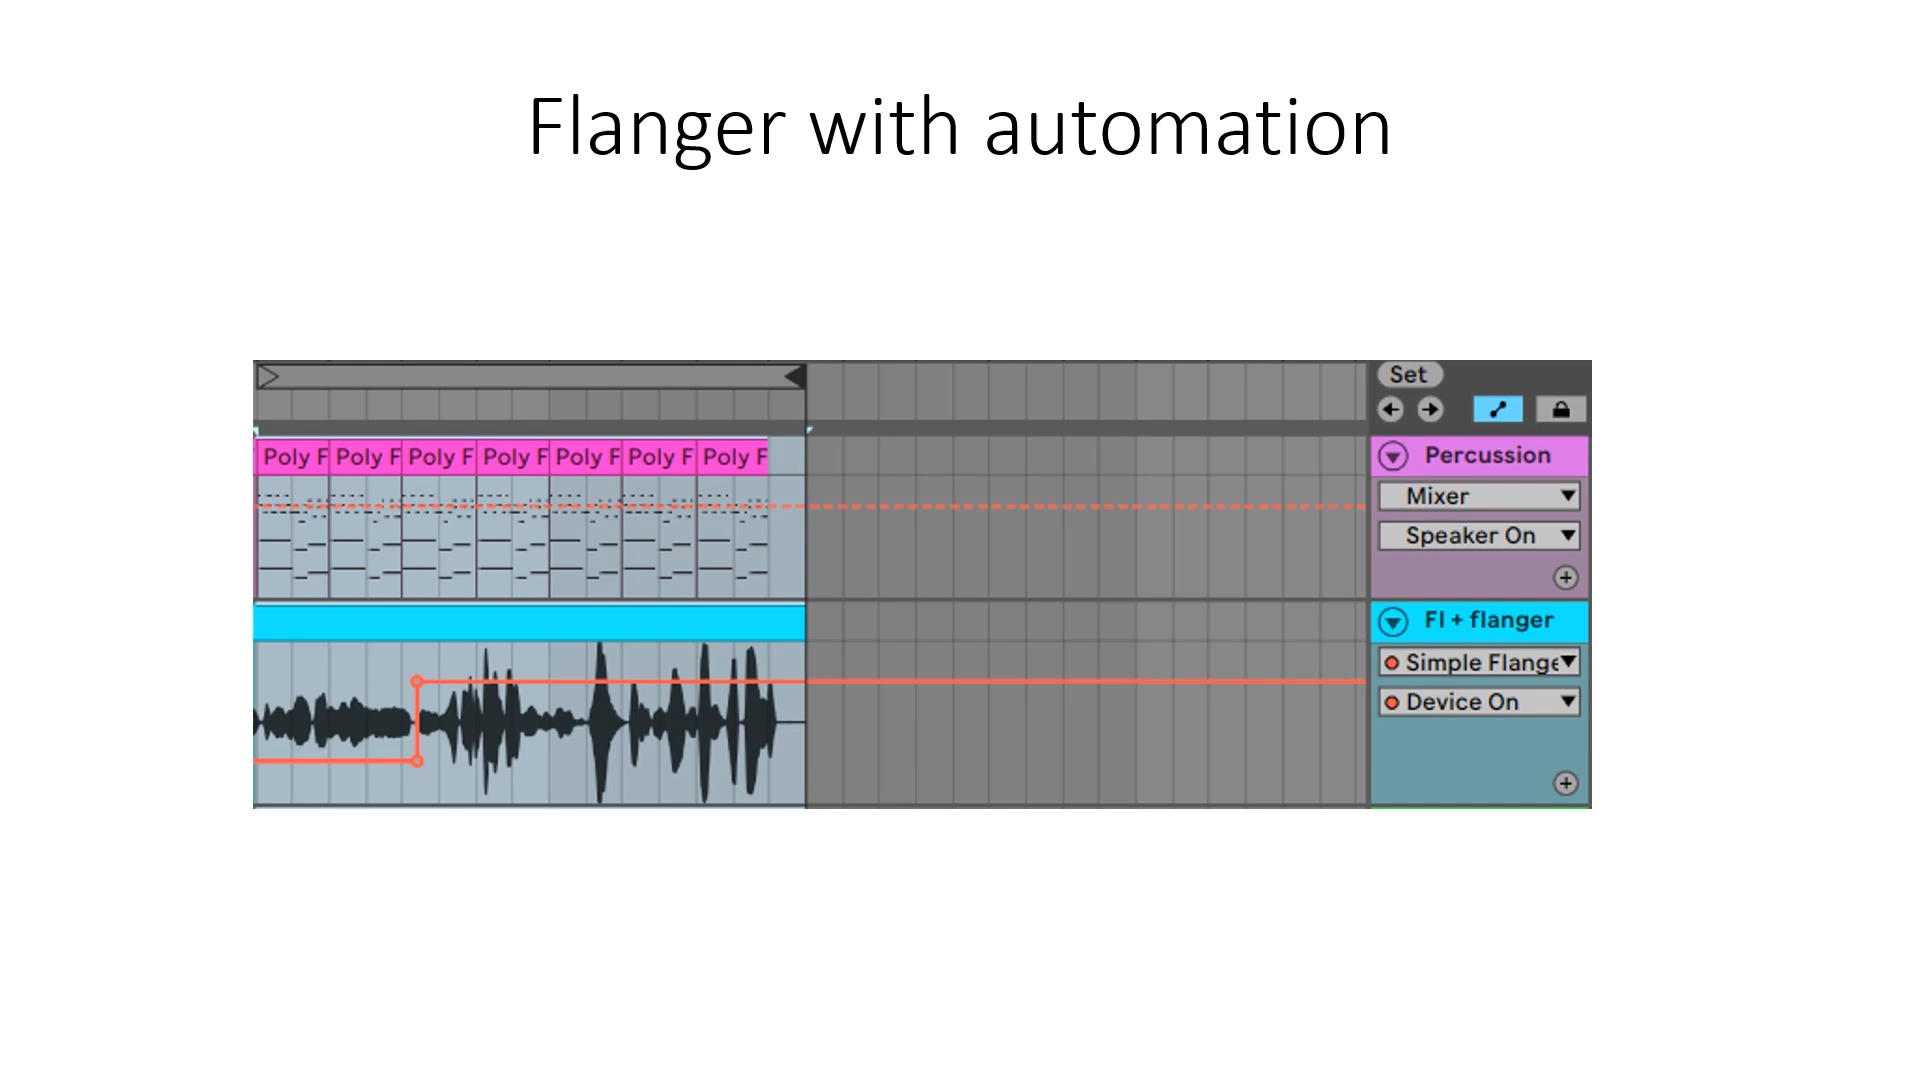 Flanger with automation
Set
Poly F Poly F Poly F Poly F Poly F Poly F Poly F
Percussion
Mixer
Speaker On
Fl + flanger
Simple Flange
Device On